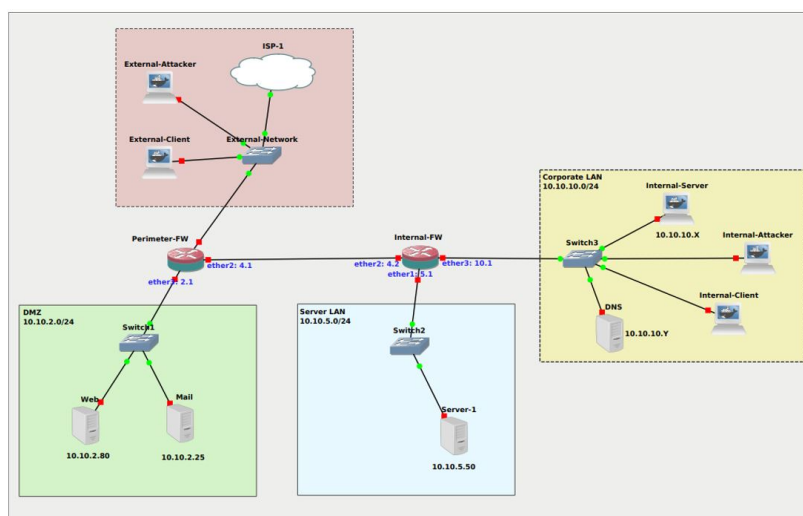 ISP-1
External-Attacker
External-Client
External-Network
Perimeter-FW
ether2: 4.1
ether3: 2.1
Internal-FW
ether2: 4.2
ether3: 10.1
ether1: 5.1
Corporate LAN
10.10.10.0/24
Internal-Server
10.10.10.X
Switch3
Internal-Attacker
Internal-Client
DNS
10.10.10.Y
DMZ
10.10.2.0/24
Switch1
Web
Mail
10.10.2.80
10.10.2.25
Server LAN
10.10.5.0/24
Switch2
Server-1
10.10.5.50